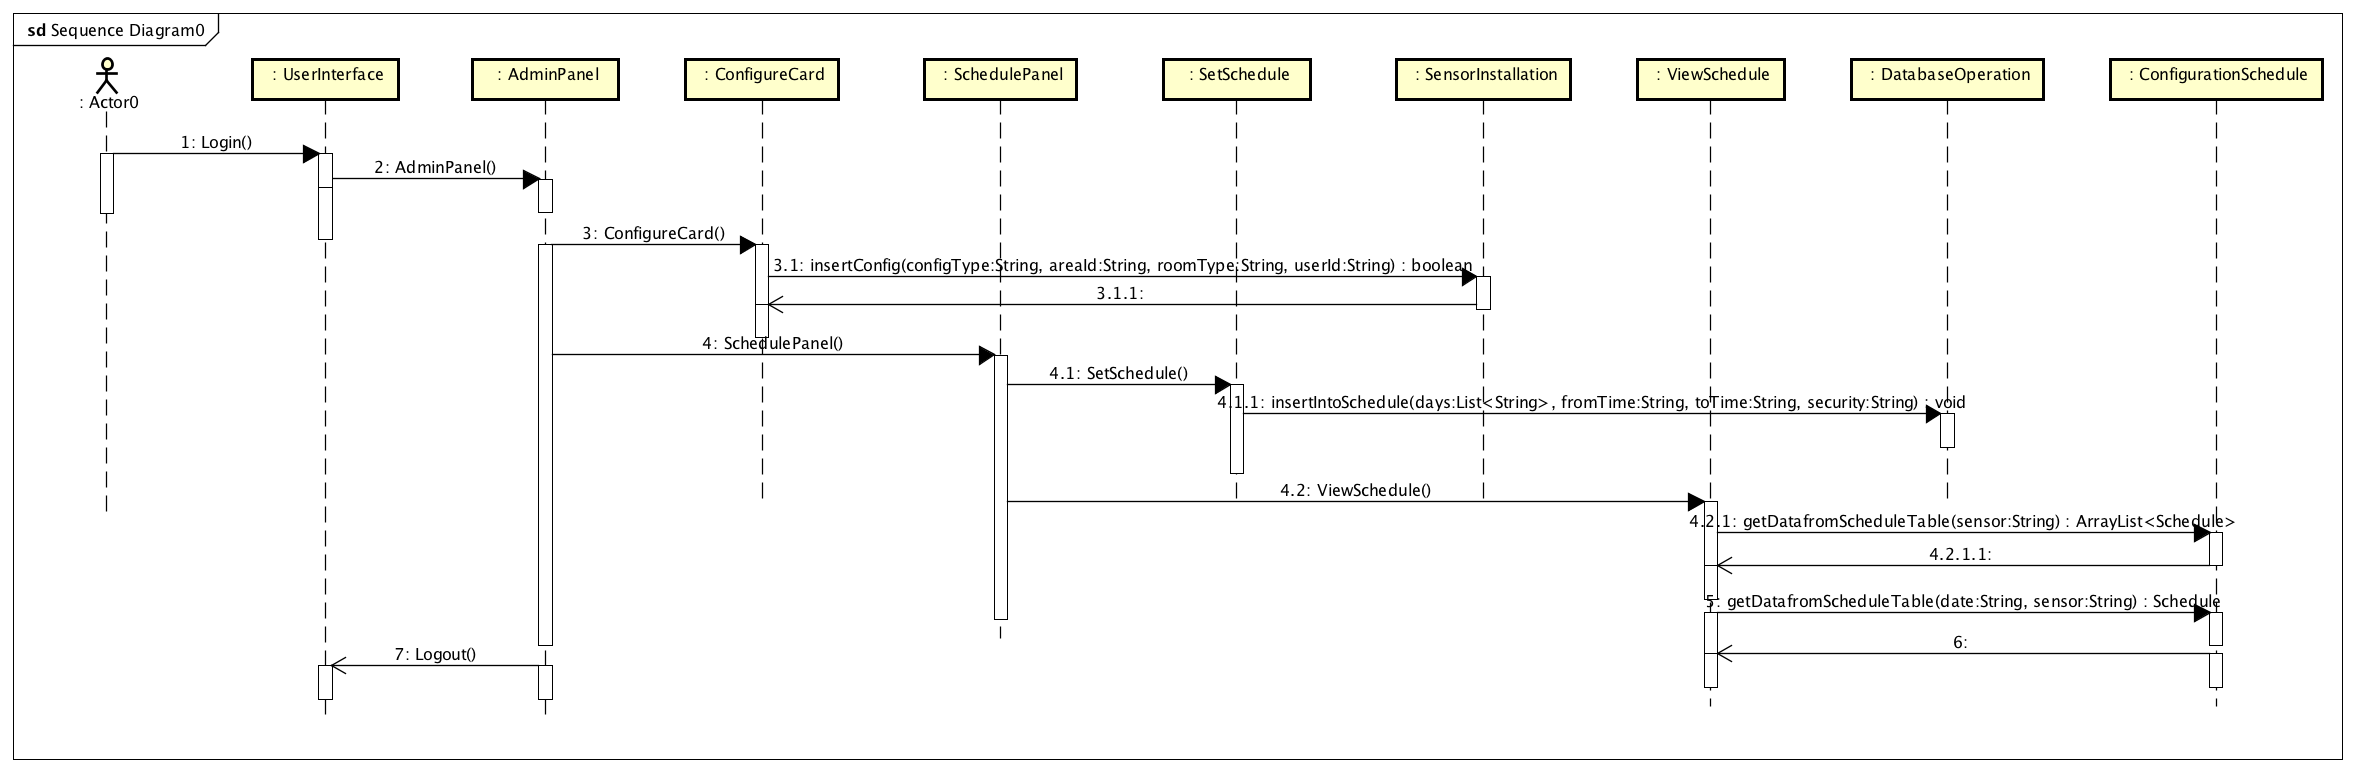 sd Sequence Diagram0
: Actor0
: UserInterface
: AdminPanel
: ConfigureCard
: SchedulePanel
: SetSchedule
: SensorInstallation
: ViewSchedule
: DatabaseOperation
: ConfigurationSchedule
1: Login()
2: AdminPanel()
3: ConfigureCard()
3.1: insertConfig(configType:String, areaId:String, roomType:String, userId:String) : boolean
3.1.1:
4: SchedulePanel()
4.1: SetSchedule()
4.1.1: insertIntoSchedule(days:List<String>, fromTime:String, toTime:String, security:String) : void
4.2: ViewSchedule()
4.2.1: getDatafromScheduleTable(sensor:String) : ArrayList<Schedule>
4.2.1.1:
5: getDatafromScheduleTable(date:String, sensor:String) : Schedule
6:
7: Logout()